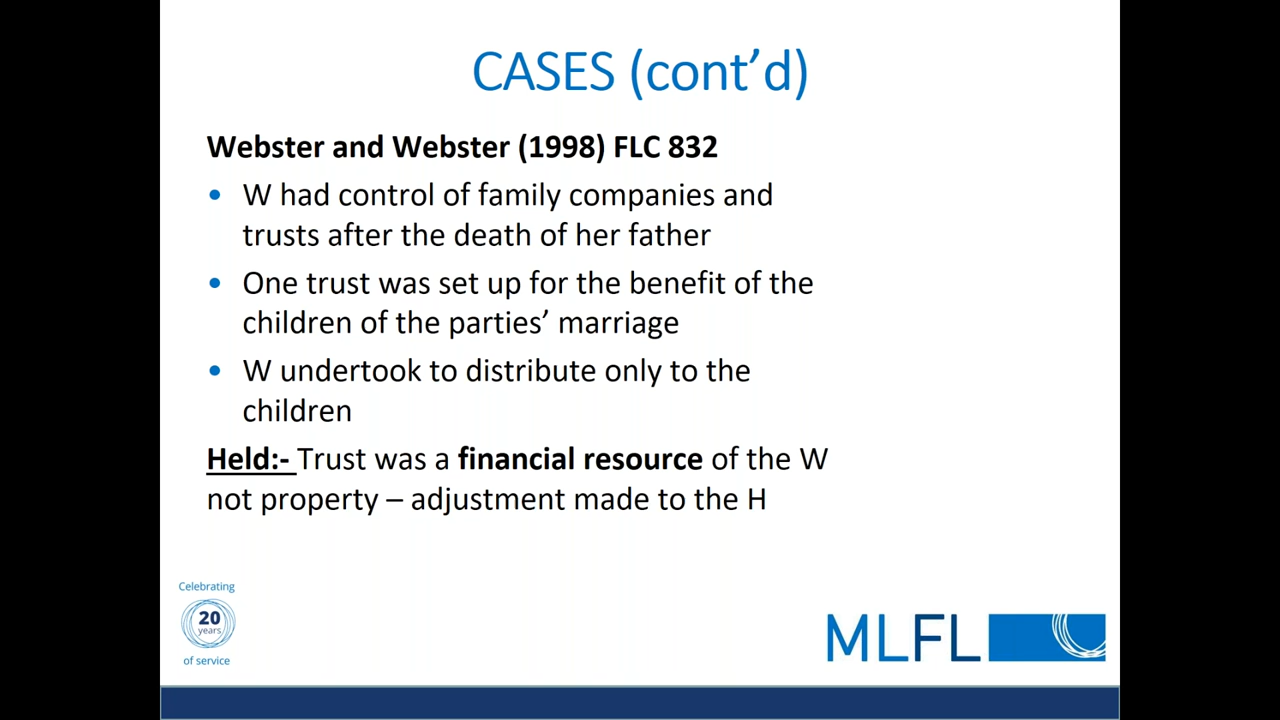 CASES (cont’d)
Webster and Webster (1998) FLC 832
• W had control of family companies and
trusts after the death of her father
• One trust was set up for the benefit of the
children of the parties’ marriage
• W undertook to distribute only to the
children
Held:- Trust was a financial resource of the W
not property – adjustment made to the H
Celebrating
20
years
of service
MLFL